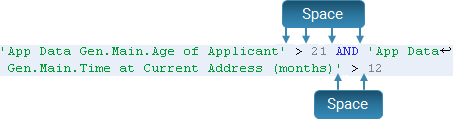 Space
'App Data Gen.Main.Age of Applicant' > 21 AND 'App Data↩
Gen.Main.Time at Current Address (months)' > 12
Space